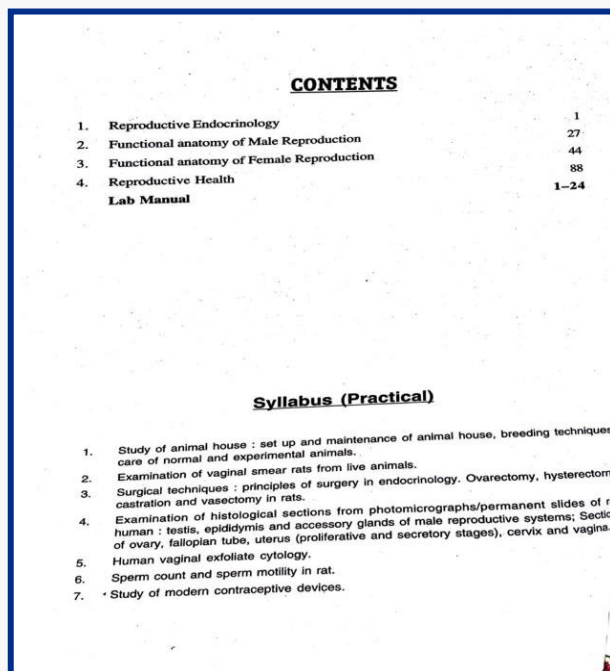 CONTENTS
1. Reproductive Endocrinology 1
2. Functional anatomy of Male Reproduction 27
3. Functional anatomy of Female Reproduction 44
4. Reproductive Health 88
Lab Manual 1–24
Syllabus (Practical)
1. Study of animal house : set up and maintenance of animal house, breeding techniques
care of normal and experimental animals.
2. Examination of vaginal smear rats from live animals.
3. Surgical techniques : principles of surgery in endocrinology. Ovarectomy, hysterectom
castration and vasectomy in rats.
4. Examination of histological sections from photomicrographs/permanent slides of
human : testis, epididymis and accessory glands of male reproductive systems; Sectio
of ovary, fallopian tube, uterus (proliferative and secretory stages), cervix and vagina.
5. Human vaginal exfoliate cytology.
6. Sperm count and sperm motility in rat.
7. Study of modern contraceptive devices.